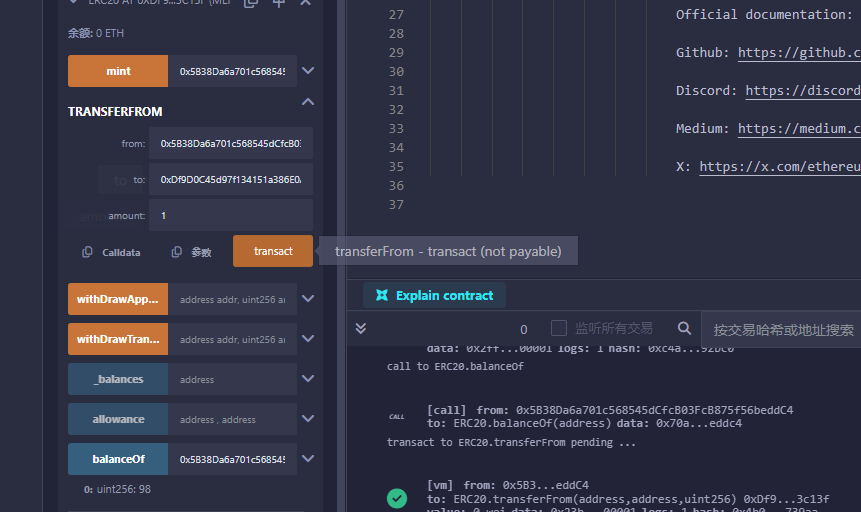 ERC20 AT 0XDF9...3C13F (MEI
余额: 0 ETH
mint 0x5B38Da6a701c568545
TRANSFERFROM
from: 0x5B38Da6a701c568545dCfcB03
to: 0xDf9D0C45d97f134151a386E0
amount: 1
Calldata 参数 transact
transferFrom - transact (not payable)
withDrawApp... address addr, uint256 ar
withDrawTran... address addr, uint256 ar
_balances address
allowance address , address
balanceOf 0x5B38Da6a701c568545
0: uint256: 98
27 Official documentation:
28
29 Github: https://github.c
30
31 Discord: https://discord
32
33 Medium: https://medium.c
34
35 X: https://x.com/ethereu
36
37
Explain contract
0 监听所有交易 按交易哈希或地址搜索
data: 0x2ff...00001 logs: 1 hash: 0xc4a...92bc0
call to ERC20.balanceOf
CALL [call] from: 0x5B38Da6a701c568545dCfcB03FcB875f56beddC4
to: ERC20.balanceOf(address) data: 0x70a...eddc4
transact to ERC20.transferFrom pending ...
[vm] from: 0x5B3...eddC4
to: ERC20.transferFrom(address,address,uint256) 0xDf9...3c13f
value: 0 wei data: 0x23b...00001 logs: 1 hash: 0x4b0...739aa